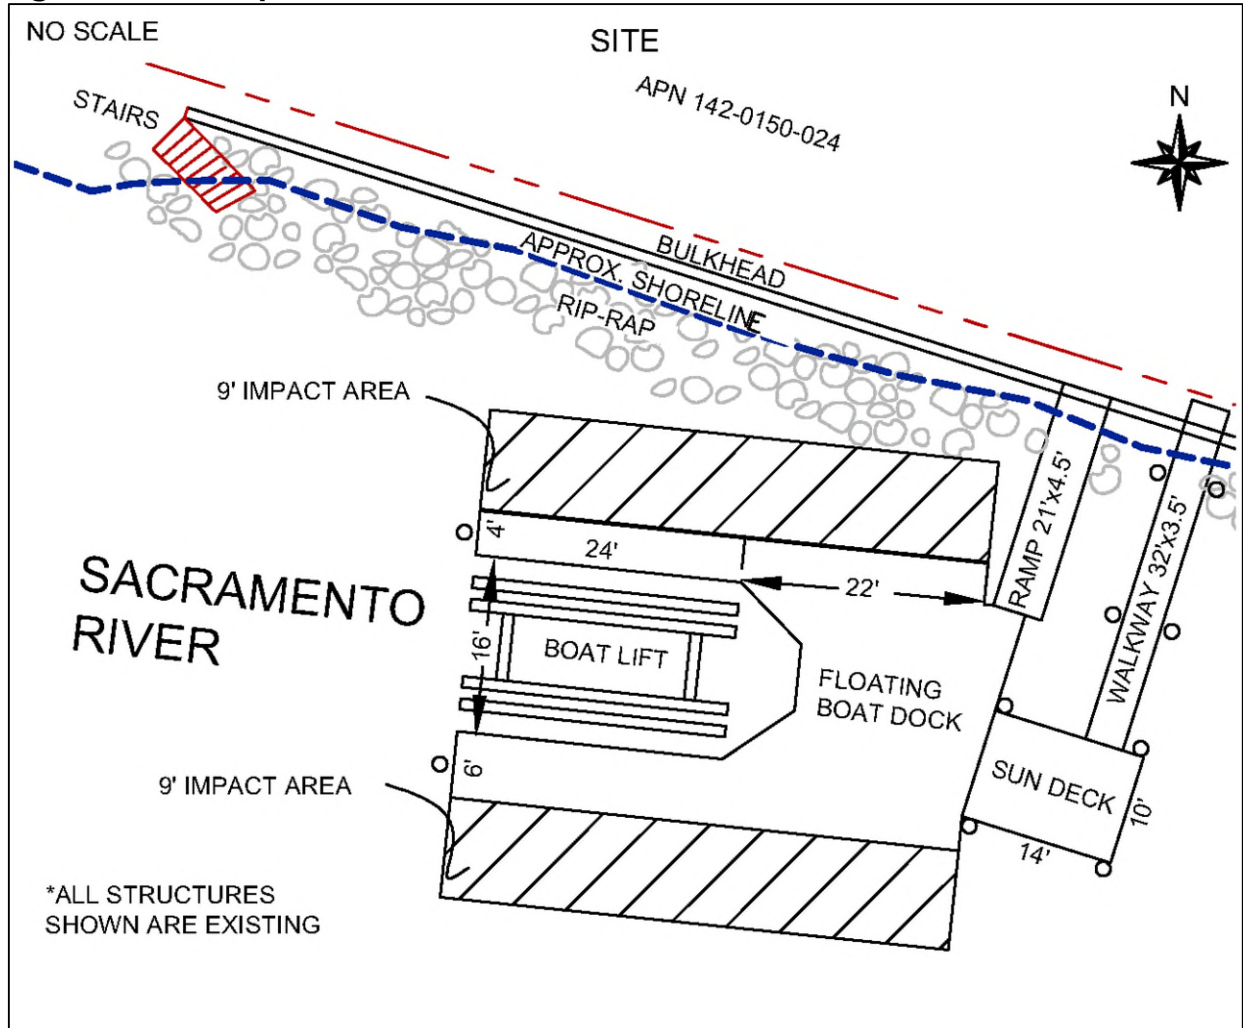 NO SCALE
SITE
APN 142-0150-024
N
STAIRS
BULKHEAD
APPROX. SHORELINE
RIP-RAP
9' IMPACT AREA
RAMP 21'x4.5'
WALKWAY 32'x3.5'
4'
24'
22'
SACRAMENTO
RIVER
16'
BOAT LIFT
FLOATING
BOAT DOCK
6'
SUN DECK
10'
14'
9' IMPACT AREA
*ALL STRUCTURES
SHOWN ARE EXISTING